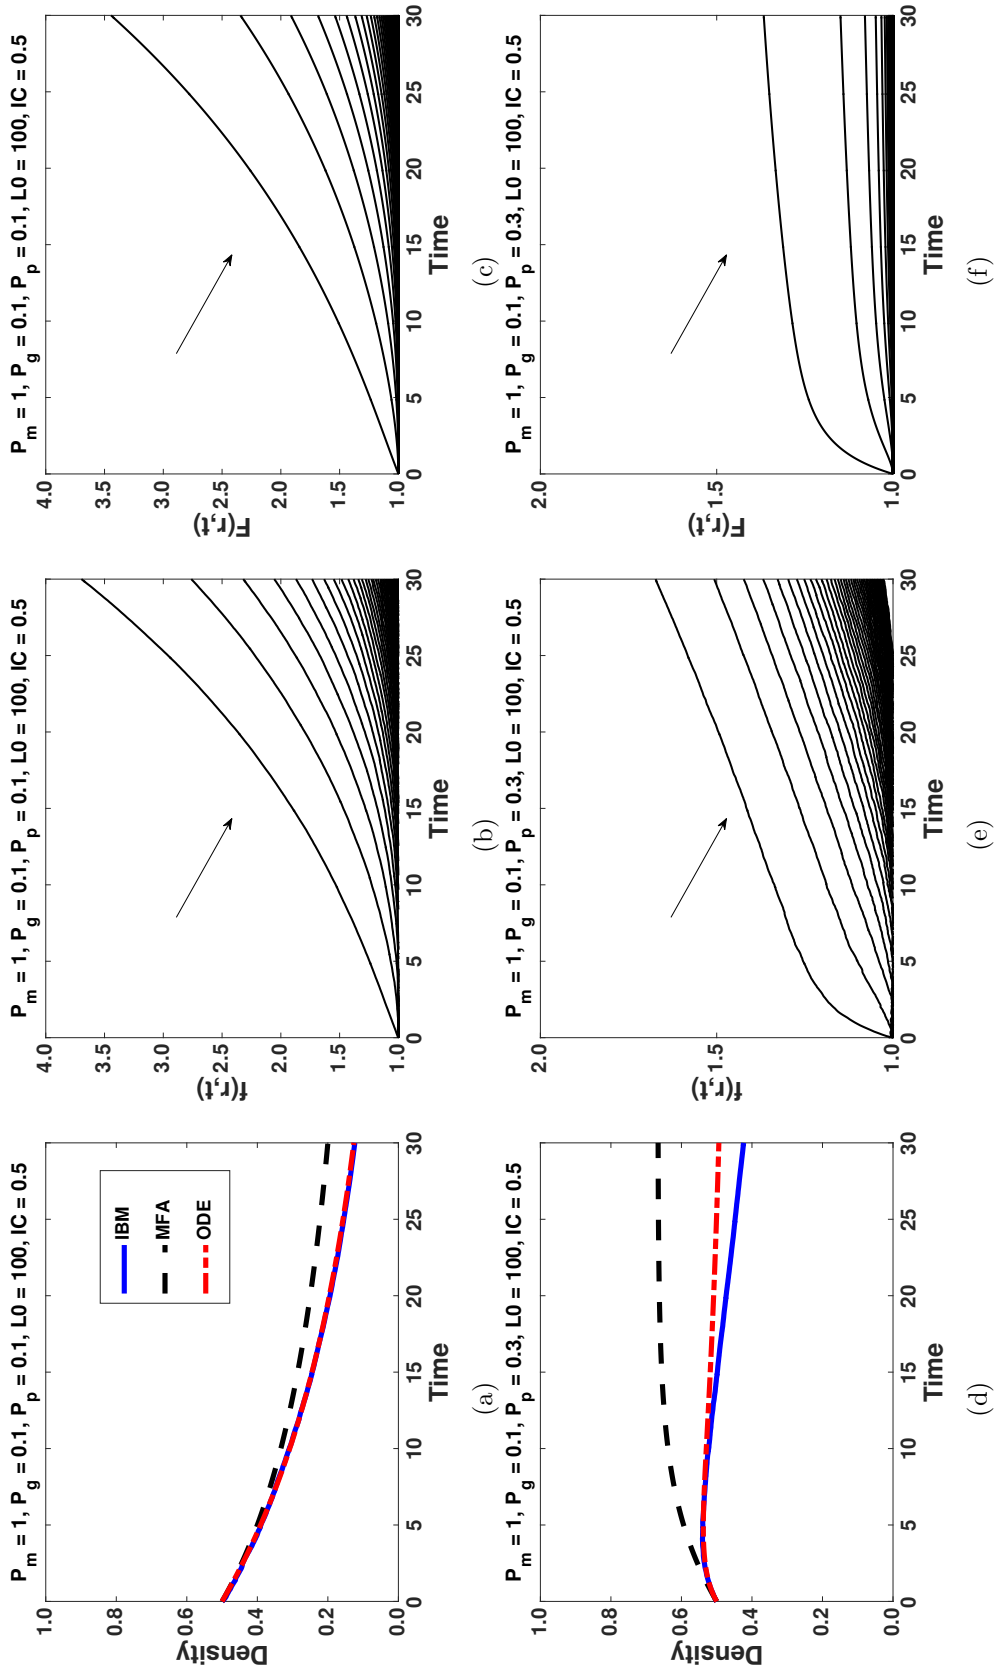 P_m = 1, P_g = 0.1, P_p = 0.1, L0 = 100, IC = 0.5
1.0
0.8
0.6
0.4
0.2
0.0
Density
IBM
MFA
ODE
0 5 10 15 20 25 30
Time
(a)
P_m = 1, P_g = 0.1, P_p = 0.1, L0 = 100, IC = 0.5
4.0
3.5
3.0
2.5
2.0
1.5
1.0
f(r,t)
0 5 10 15 20 25 30
Time
(b)
P_m = 1, P_g = 0.1, P_p = 0.1, L0 = 100, IC = 0.5
4.0
3.5
3.0
2.5
2.0
1.5
1.0
F(r,t)
0 5 10 15 20 25 30
Time
(c)
P_m = 1, P_g = 0.1, P_p = 0.3, L0 = 100, IC = 0.5
1.0
0.8
0.6
0.4
0.2
0.0
Density
0 5 10 15 20 25 30
Time
(d)
P_m = 1, P_g = 0.1, P_p = 0.3, L0 = 100, IC = 0.5
2.0
1.5
1.0
f(r,t)
0 5 10 15 20 25 30
Time
(e)
P_m = 1, P_g = 0.1, P_p = 0.3, L0 = 100, IC = 0.5
2.0
1.5
1.0
F(r,t)
0 5 10 15 20 25 30
Time
(f)